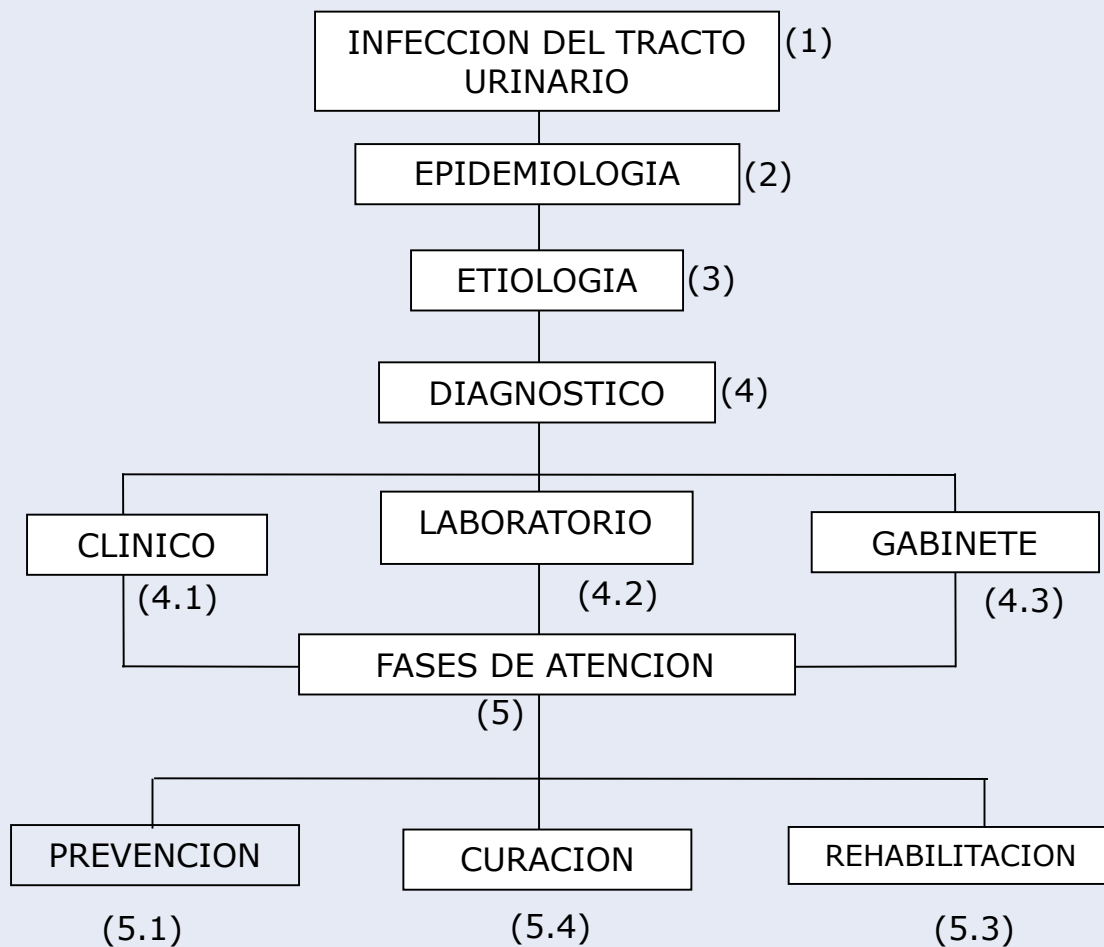 INFECCION DEL TRACTO
URINARIO
(1)
EPIDEMIOLOGIA
(2)
ETIOLOGIA
(3)
DIAGNOSTICO
(4)
CLINICO
(4.1)
LABORATORIO
(4.2)
GABINETE
(4.3)
FASES DE ATENCION
(5)
PREVENCION
(5.1)
CURACION
(5.4)
REHABILITACION
(5.3)